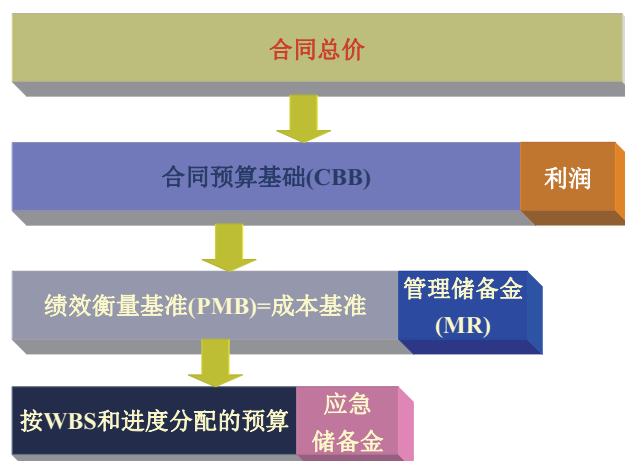 合同总价
合同预算基础(CBB)
利润
绩效衡量基准(PMB)=成本基准
管理储备金
(MR)
按WBS和进度分配的预算
应急
储备金